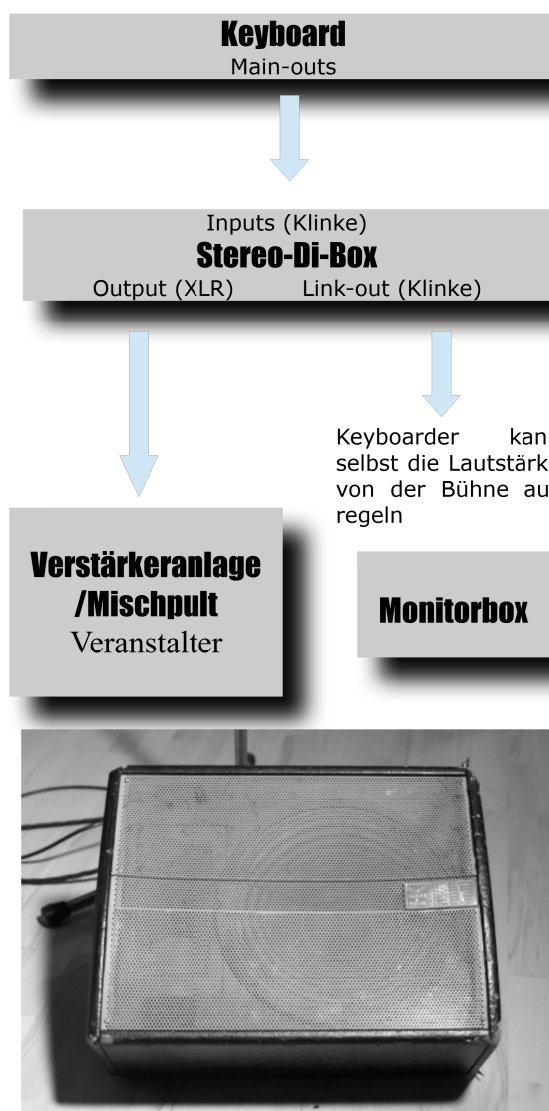 Keyboard
Main-outs
Inputs (Klinke)
Stereo-Di-Box
Output (XLR) Link-out (Klinke)
Keyboarder kan
selbst die Lautstärk
von der Bühne au
regeln
Verstärkeranlage
/Mischpult
Veranstalter
Monitorbox